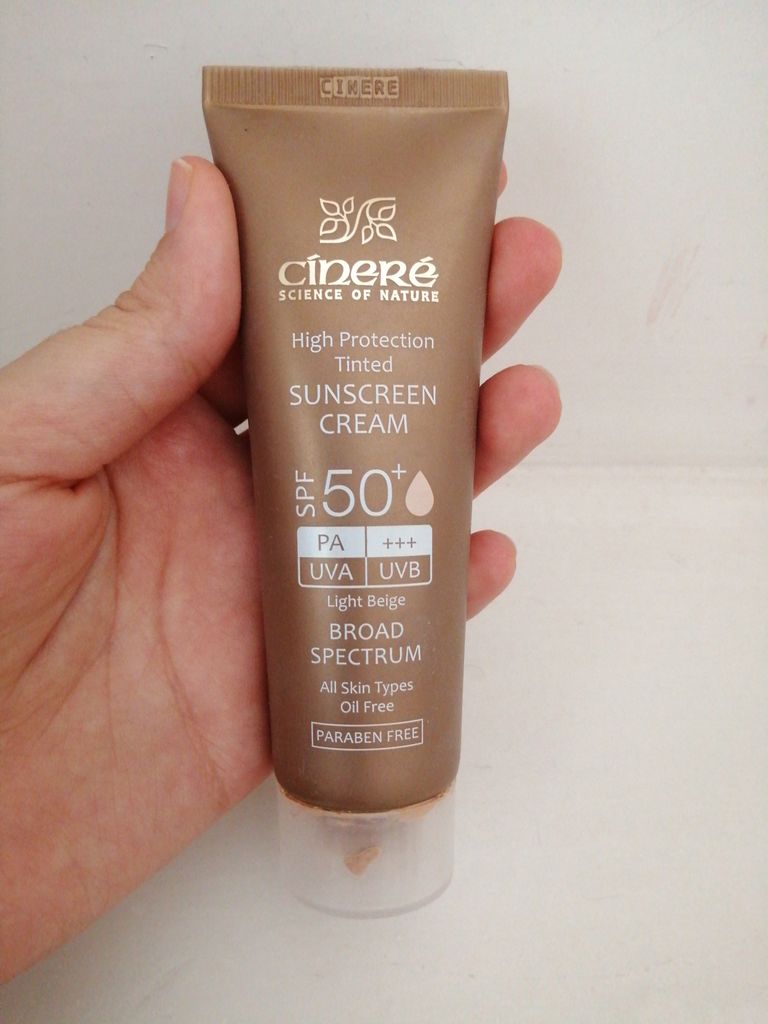 CINERE
cíneré
SCIENCE OF NATURE
High Protection
Tinted
SUNSCREEN
CREAM
SPF 50+
PA +++
UVA UVB
Light Beige
BROAD
SPECTRUM
All Skin Types
Oil Free
PARABEN FREE